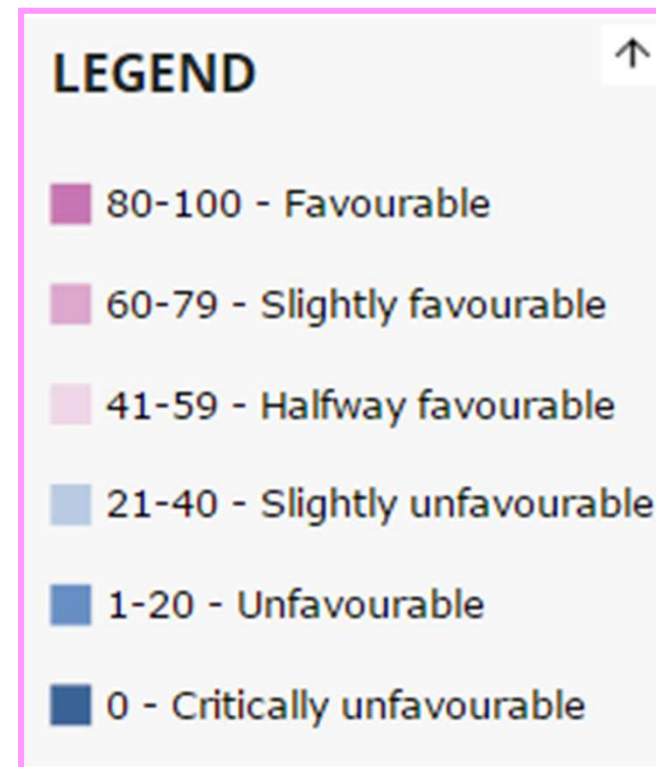 LEGEND
80-100 - Favourable
60-79 - Slightly favourable
41-59 - Halfway favourable
21-40 - Slightly unfavourable
1-20 - Unfavourable
0 - Critically unfavourable